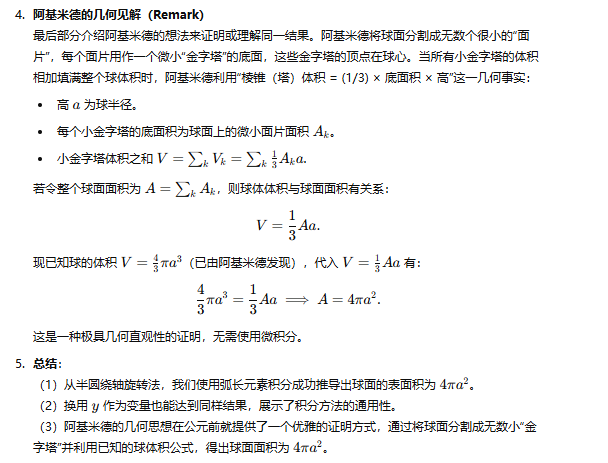 4. 阿基米德的几何见解（Remark）
最后部分介绍阿基米德的想法来证明或理解同一结果。阿基米德将球面分割成无数个很小的“面
片”，每个面片用作一个微小“金字塔”的底面，这些金字塔的顶点在球心。当所有小金字塔的体积
相加填满整个球体积时，阿基米德利用“棱锥（塔）体积 = (1/3) × 底面积 × 高”这一几何事实：
• 高 a 为球半径。
• 每个小金字塔的底面积为球面上的微小面片面积 A_k。
• 小金字塔体积之和 V = ∑_k V_k = ∑_k 1/3 A_k a.
若令整个球面面积为 A = ∑_k A_k，则球体体积与球面面积有关系：
V = 1/3 Aa.
现已知球的体积 V = 4/3 πa³（已由阿基米德发现），代入 V = 1/3 Aa 有：
4/3 πa³ = 1/3 Aa ⟹ A = 4πa².
这是一种极具几何直观性的证明，无需使用微积分。
5. 总结：
（1）从半圆绕轴旋转法，我们使用弧长元素积分成功推导出球面的表面积为 4πa²。
（2）换用 y 作为变量也能达到同样结果，展示了积分方法的通用性。
（3）阿基米德的几何思想在公元前就提供了一个优雅的证明方式，通过将球面分割成无数小“金
字塔”并利用已知的球体积公式，得出球面面积为 4πa²。